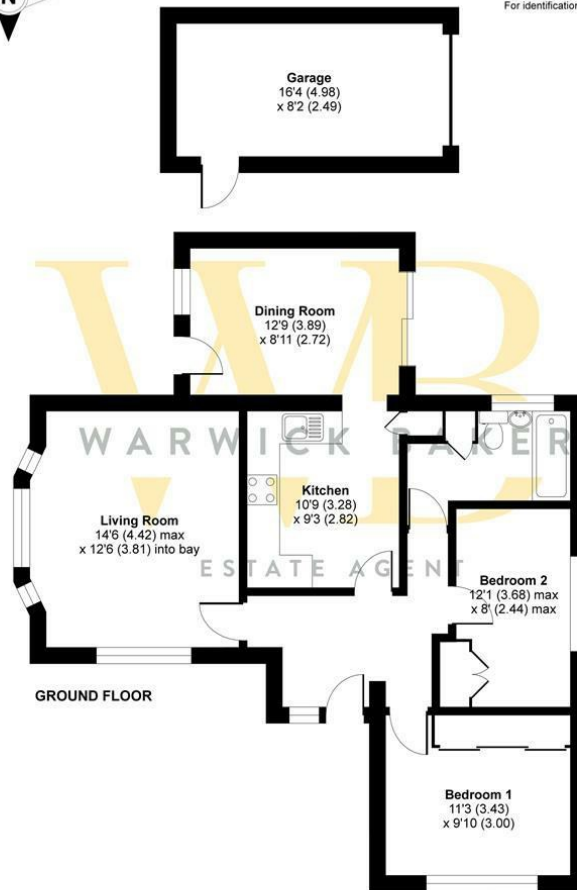 N
For identification
Garage
16'4 (4.98)
x 8'2 (2.49)
Dining Room
12'9 (3.89)
x 8'11 (2.72)
WB
WARWICK BAKER
ESTATE AGENT
Living Room
14'6 (4.42) max
x 12'6 (3.81) into bay
Kitchen
10'9 (3.28)
x 9'3 (2.82)
Bedroom 2
12'1 (3.68) max
x 8' (2.44) max
GROUND FLOOR
Bedroom 1
11'3 (3.43)
x 9'10 (3.00)